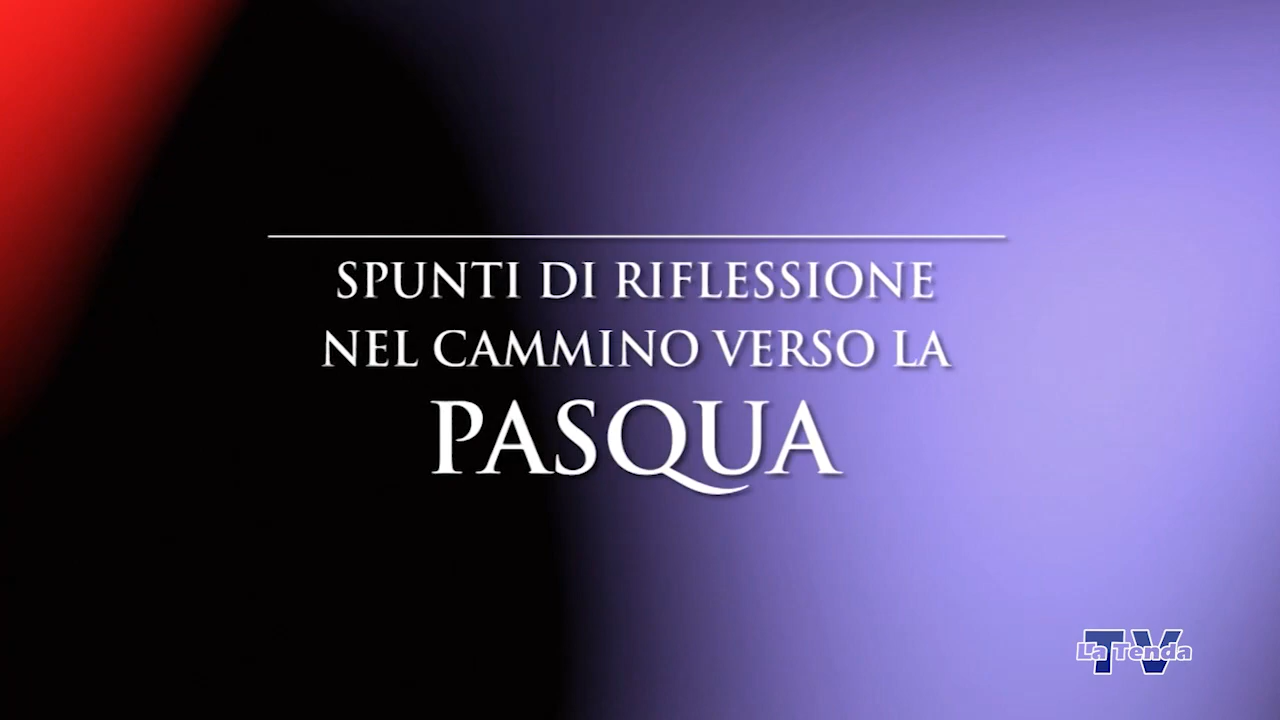 SPUNTI DI RIFLESSIONE
NEL CAMMINO VERSO LA
PASQUA
TV
La Tenda